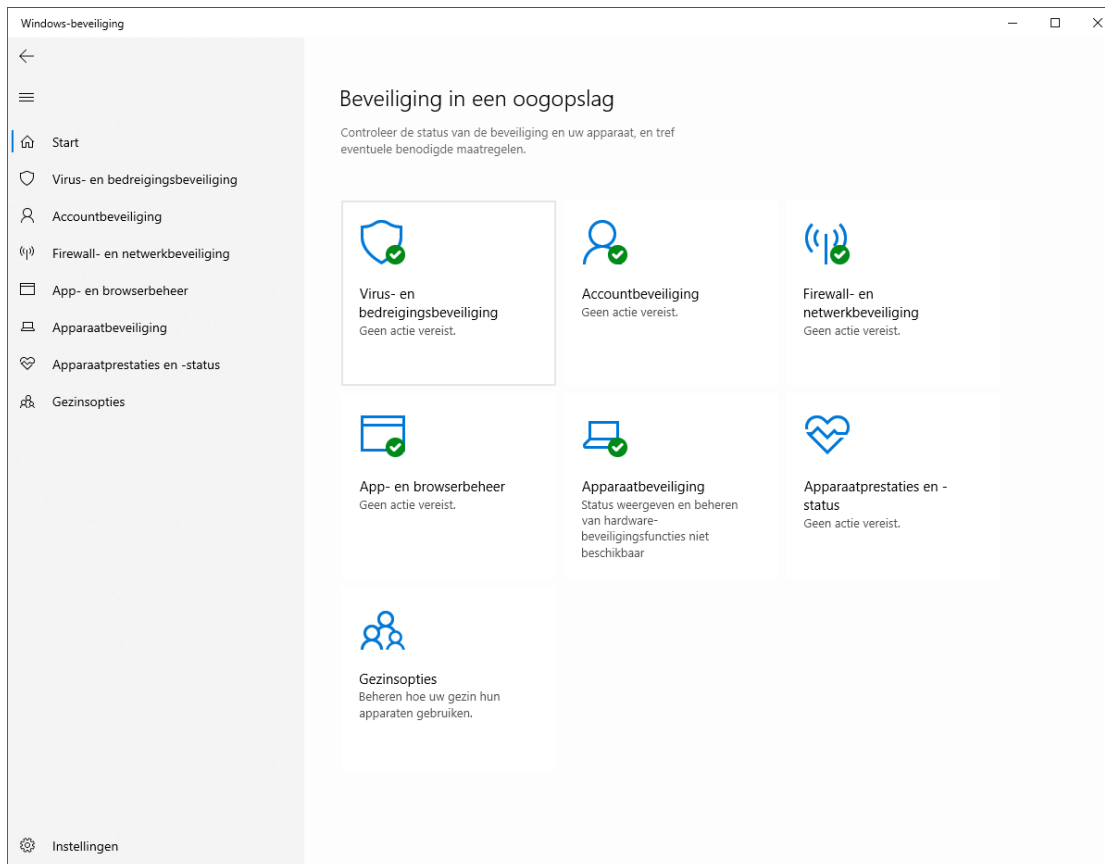 Windows-beveiliging
Start
Virus- en bedreigingsbeveiliging
Accountbeveiliging
Firewall- en netwerkbeveiliging
App- en browserbeheer
Apparaatbeveiliging
Apparaatprestaties en -status
Gezinsopties
Instellingen
Beveiliging in een oogopslag
Controleer de status van de beveiliging en uw apparaat, en tref
eventuele benodigde maatregelen.
Virus- en
bedreigingsbeveiliging
Geen actie vereist.
Accountbeveiliging
Geen actie vereist.
Firewall- en
netwerkbeveiliging
Geen actie vereist.
App- en browserbeheer
Geen actie vereist.
Apparaatbeveiliging
Status weergeven en beheren
van hardware-
beveiligingsfuncties niet
beschikbaar
Apparaatprestaties en -
status
Geen actie vereist.
Gezinsopties
Beheren hoe uw gezin hun
apparaten gebruiken.